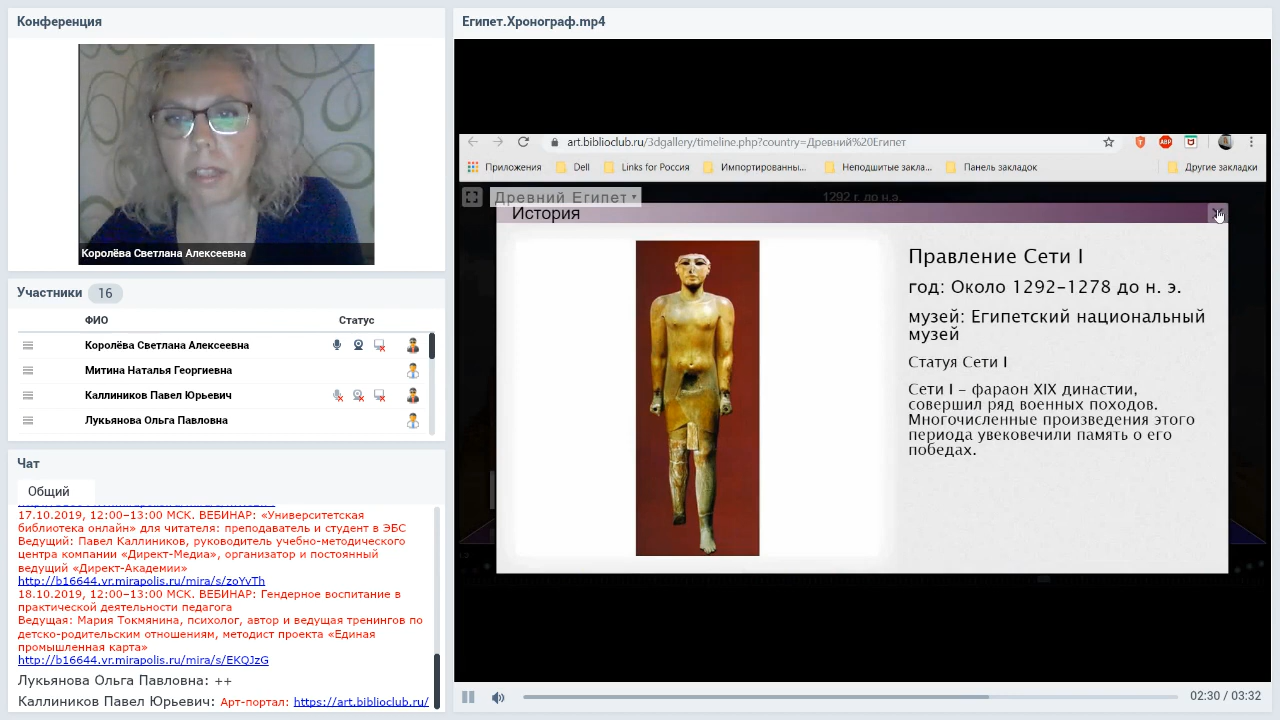 Конференция
Королёва Светлана Алексеевна
Участники 16
ФИО Статус
Королёва Светлана Алексеевна
Митина Наталья Георгиевна
Каллиников Павел Юрьевич
Лукьянова Ольга Павловна
Чат
Общий
17.10.2019, 12:00–13:00 МСК. ВЕБИНАР: «Университетская
библиотека онлайн» для читателя: преподаватель и студент в ЭБС
Ведущий: Павел Каллиников, руководитель учебно-методического
центра компании «Директ-Медиа», организатор и постоянный
ведущий «Директ-Академии»
http://b16644.vr.mirapolis.ru/mira/s/zoYvTh
18.10.2019, 12:00–13:00 МСК. ВЕБИНАР: Гендерное воспитание в
практической деятельности педагога
Ведущая: Мария Токмянина, психолог, автор и ведущая тренингов по
детско-родительским отношениям, методист проекта «Единая
промышленная карта»
http://b16644.vr.mirapolis.ru/mira/s/EKQJzG
Лукьянова Ольга Павловна: ++
Каллиников Павел Юрьевич: Арт-портал: https://art.biblioclub.ru/
Египет.Хронограф.mp4
art.biblioclub.ru/3dgallery/timeline.php?country=Древний%20Египет
ABP
Приложения Dell Links for Россия Импортированны... Неподшитые закла... Панель закладок Другие закладки
Древний Египет 1292 г. до н.э.
История
Правление Сети I
год: Около 1292–1278 до н. э.
музей: Египетский национальный
музей
Статуя Сети I
Сети I – фараон XIX династии,
совершил ряд военных походов.
Многочисленные произведения этого
периода увековечили память о его
победах.
02:30 / 03:32